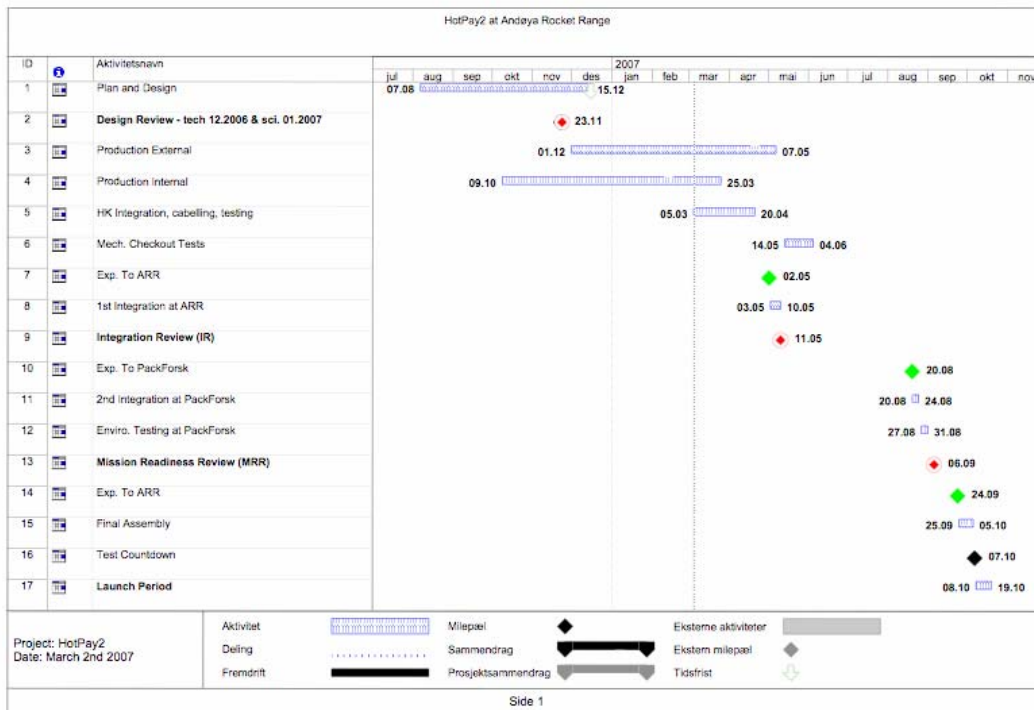 HotPay2 at Andøya Rocket Range
ID Aktivitetsnavn 2007
jul aug sep okt nov des jan feb mar apr mai jun jul aug sep okt nov
1 Plan and Design 07.08 15.12
2 Design Review - tech 12.2006 & sci. 01.2007 23.11
3 Production External 01.12 07.05
4 Production Internal 09.10 25.03
5 HK Integration, cabelling, testing 05.03 20.04
6 Mech. Checkout Tests 14.05 04.06
7 Exp. To ARR 02.05
8 1st Integration at ARR 03.05 10.05
9 Integration Review (IR) 11.05
10 Exp. To PackForsk 20.08
11 2nd Integration at PackForsk 20.08 24.08
12 Enviro. Testing at PackForsk 27.08 31.08
13 Mission Readiness Review (MRR) 06.09
14 Exp. To ARR 24.09
15 Final Assembly 25.09 05.10
16 Test Countdown 07.10
17 Launch Period 08.10 19.10
Project: HotPay2
Date: March 2nd 2007
Aktivitet Milepæl Eksterne aktiviteter
Deling Sammendrag Ekstern milepæl
Fremdrift Prosjektsammendrag Tidsfrist
Side 1